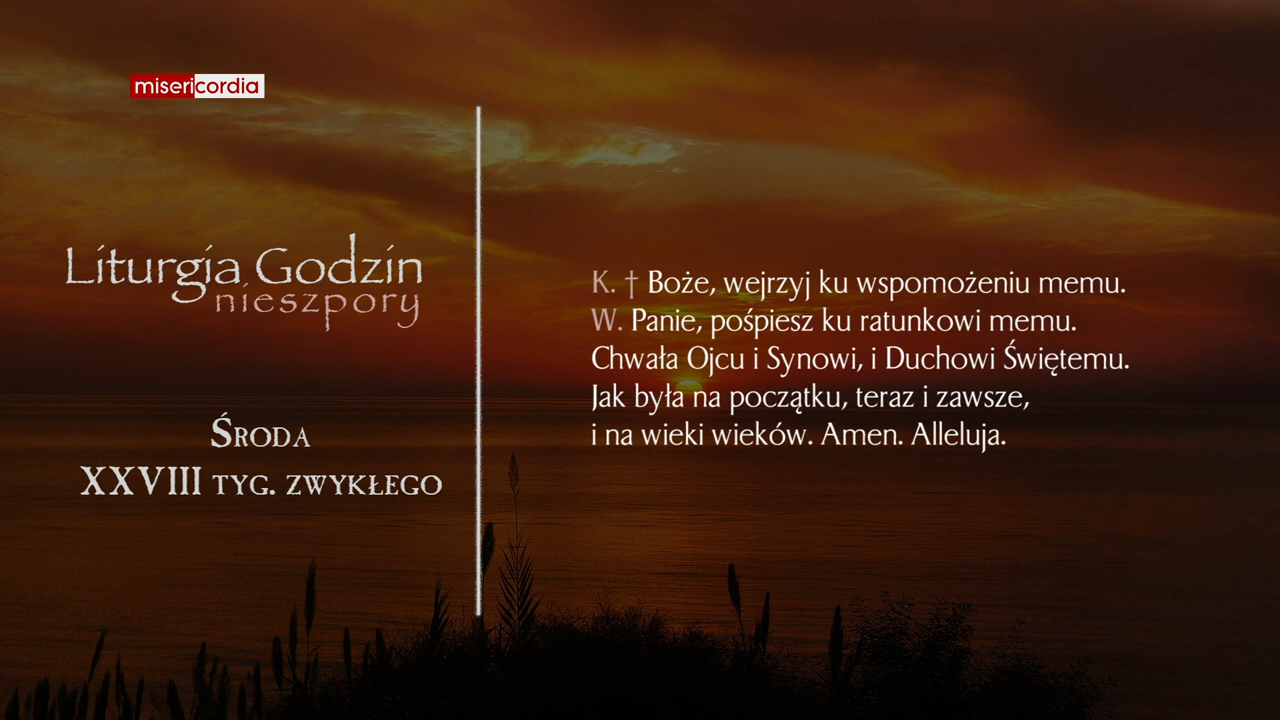 misericordia
Liturgia Godzin
nieszpory
Środa
XXVIII tyg. zwykłego
K. † Boże, wejrzyj ku wspomożeniu memu.
W. Panie, pośpiesz ku ratunkowi memu.
Chwała Ojcu i Synowi, i Duchowi Świętemu.
Jak była na początku, teraz i zawsze,
i na wieki wieków. Amen. Alleluja.